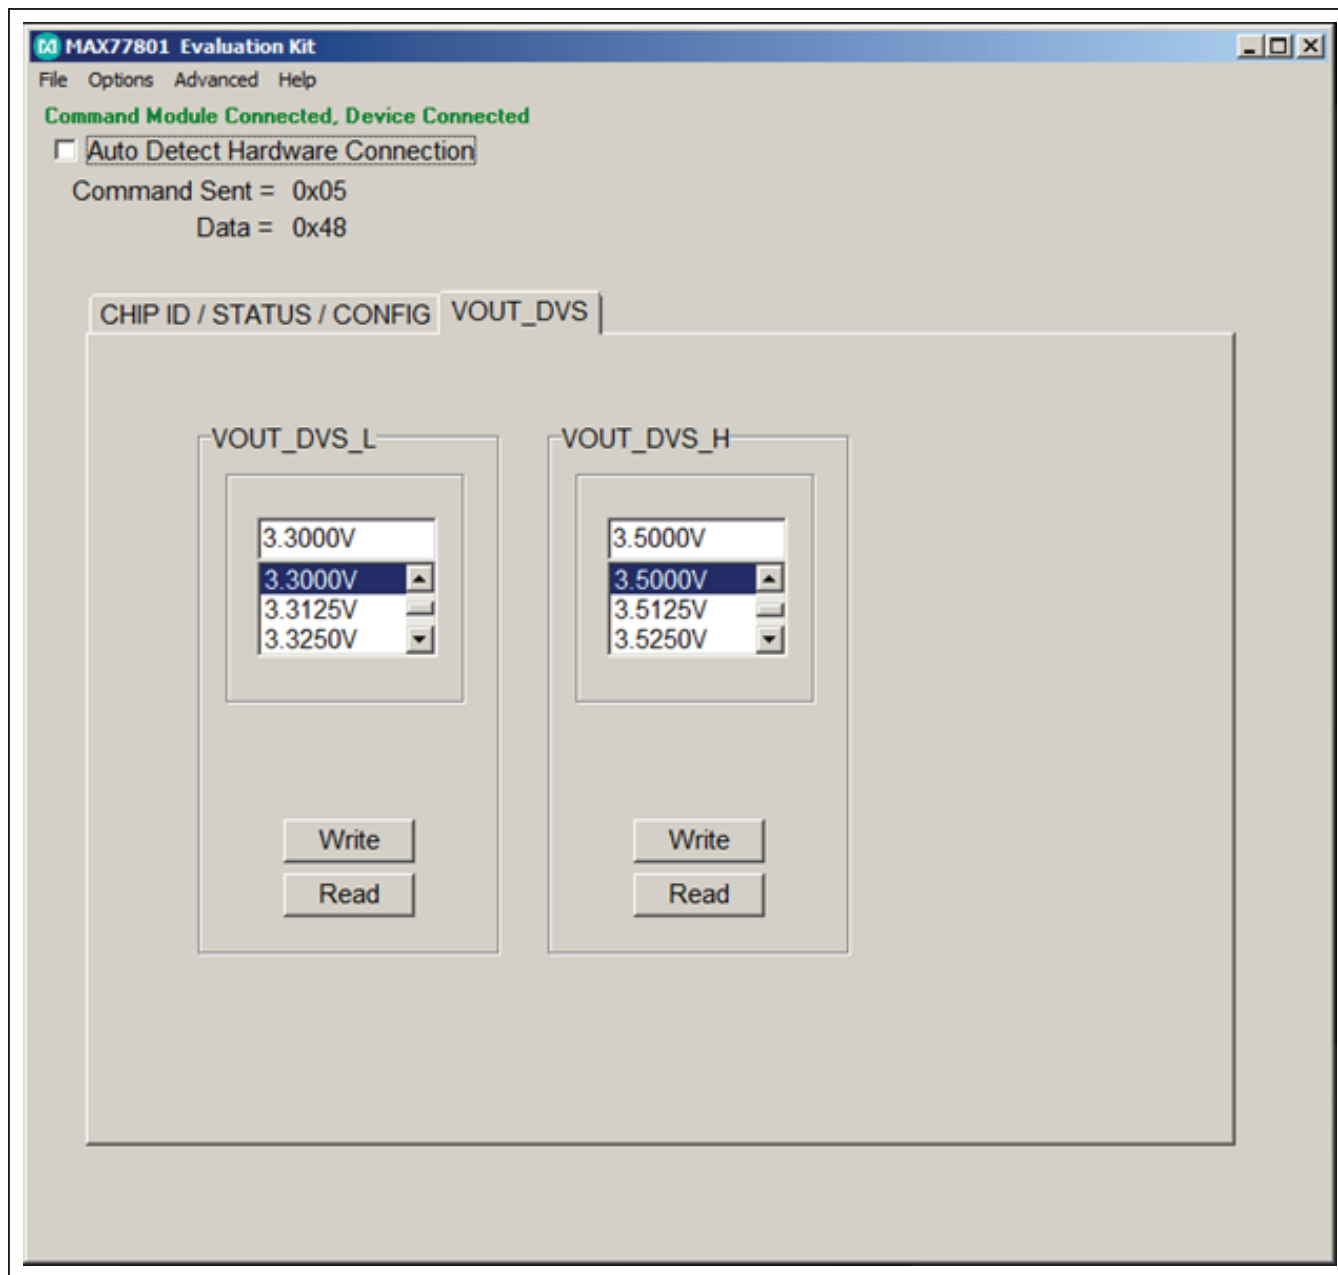 MAX77801 Evaluation Kit
File Options Advanced Help
Command Module Connected, Device Connected
Auto Detect Hardware Connection
Command Sent = 0x05
Data = 0x48
CHIP ID / STATUS / CONFIG VOUT_DVS
VOUT_DVS_L
3.3000V
3.3000V
3.3125V
3.3250V
Write
Read
VOUT_DVS_H
3.5000V
3.5000V
3.5125V
3.5250V
Write
Read